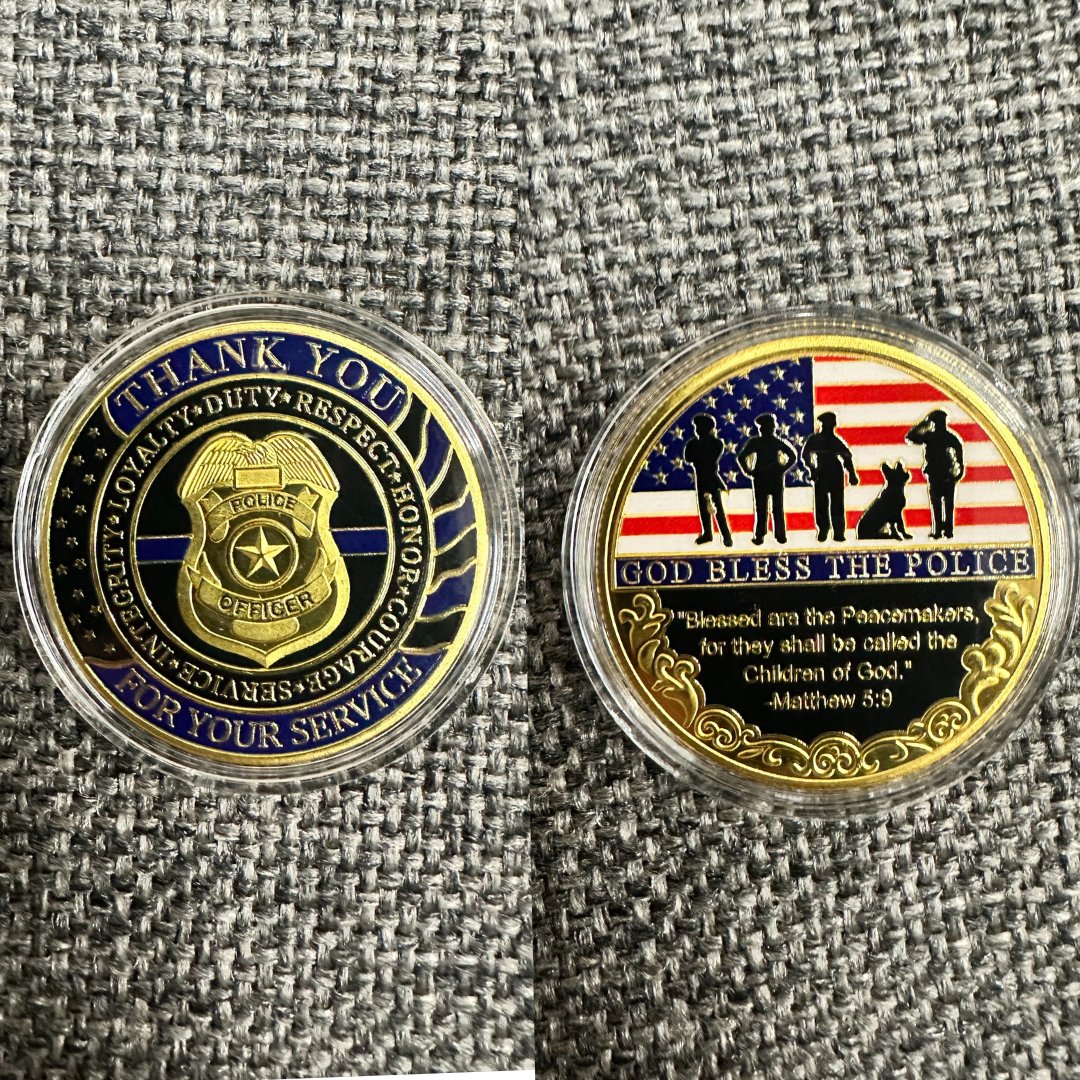 THANK YOU
INTEGRITY★LOYALTY★DUTY★RESPECT★HONOR★COURAGE★SERVICE★
POLICE
OFFICER
FOR YOUR SERVICE
GOD BLESS THE POLICE
"Blessed are the Peacemakers,
for they shall be called the
Children of God."
-Matthew 5:9